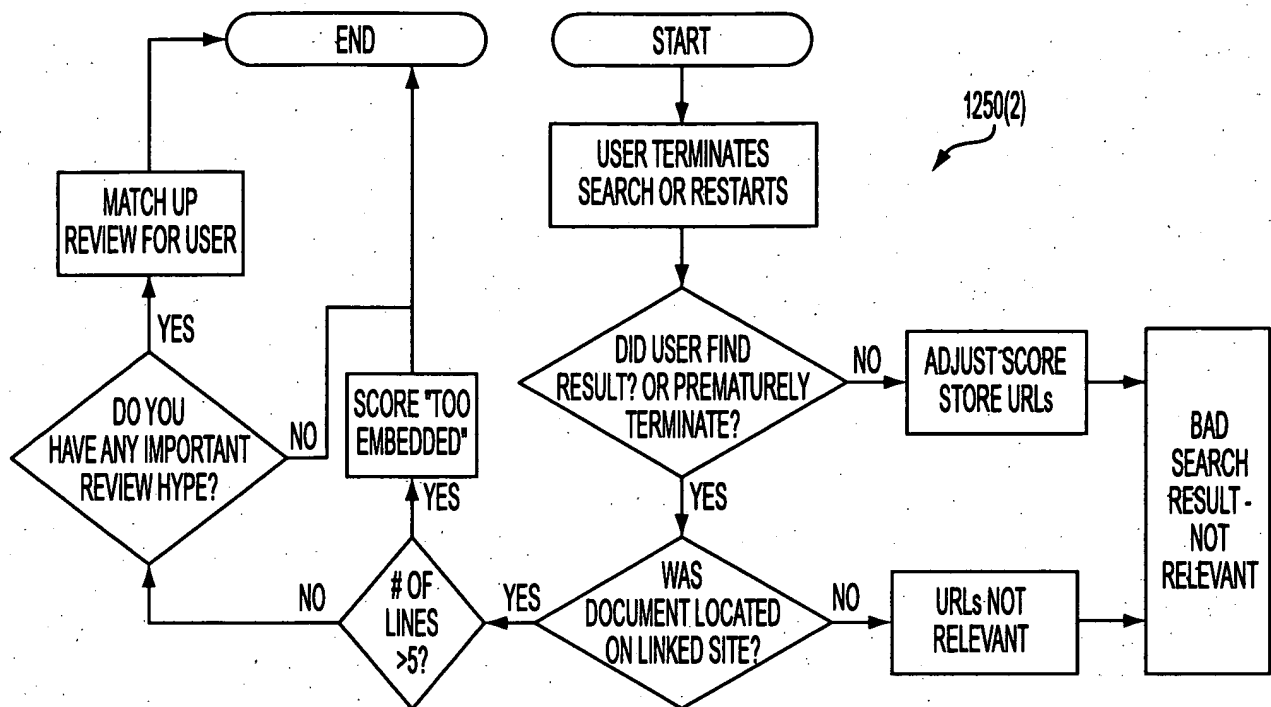 END
START
1250(2)
USER TERMINATES
SEARCH OR RESTARTS
MATCH UP
REVIEW FOR USER
YES
DID USER FIND
RESULT? OR PREMATURELY
TERMINATE?
NO
ADJUST SCORE
STORE URLs
BAD
SEARCH
RESULT -
NOT
RELEVANT
DO YOU
HAVE ANY IMPORTANT
REVIEW HYPE?
NO
SCORE "TOO
EMBEDDED"
YES
YES
NO
# OF
LINES
>5?
YES
WAS
DOCUMENT LOCATED
ON LINKED SITE?
NO
URLs NOT
RELEVANT